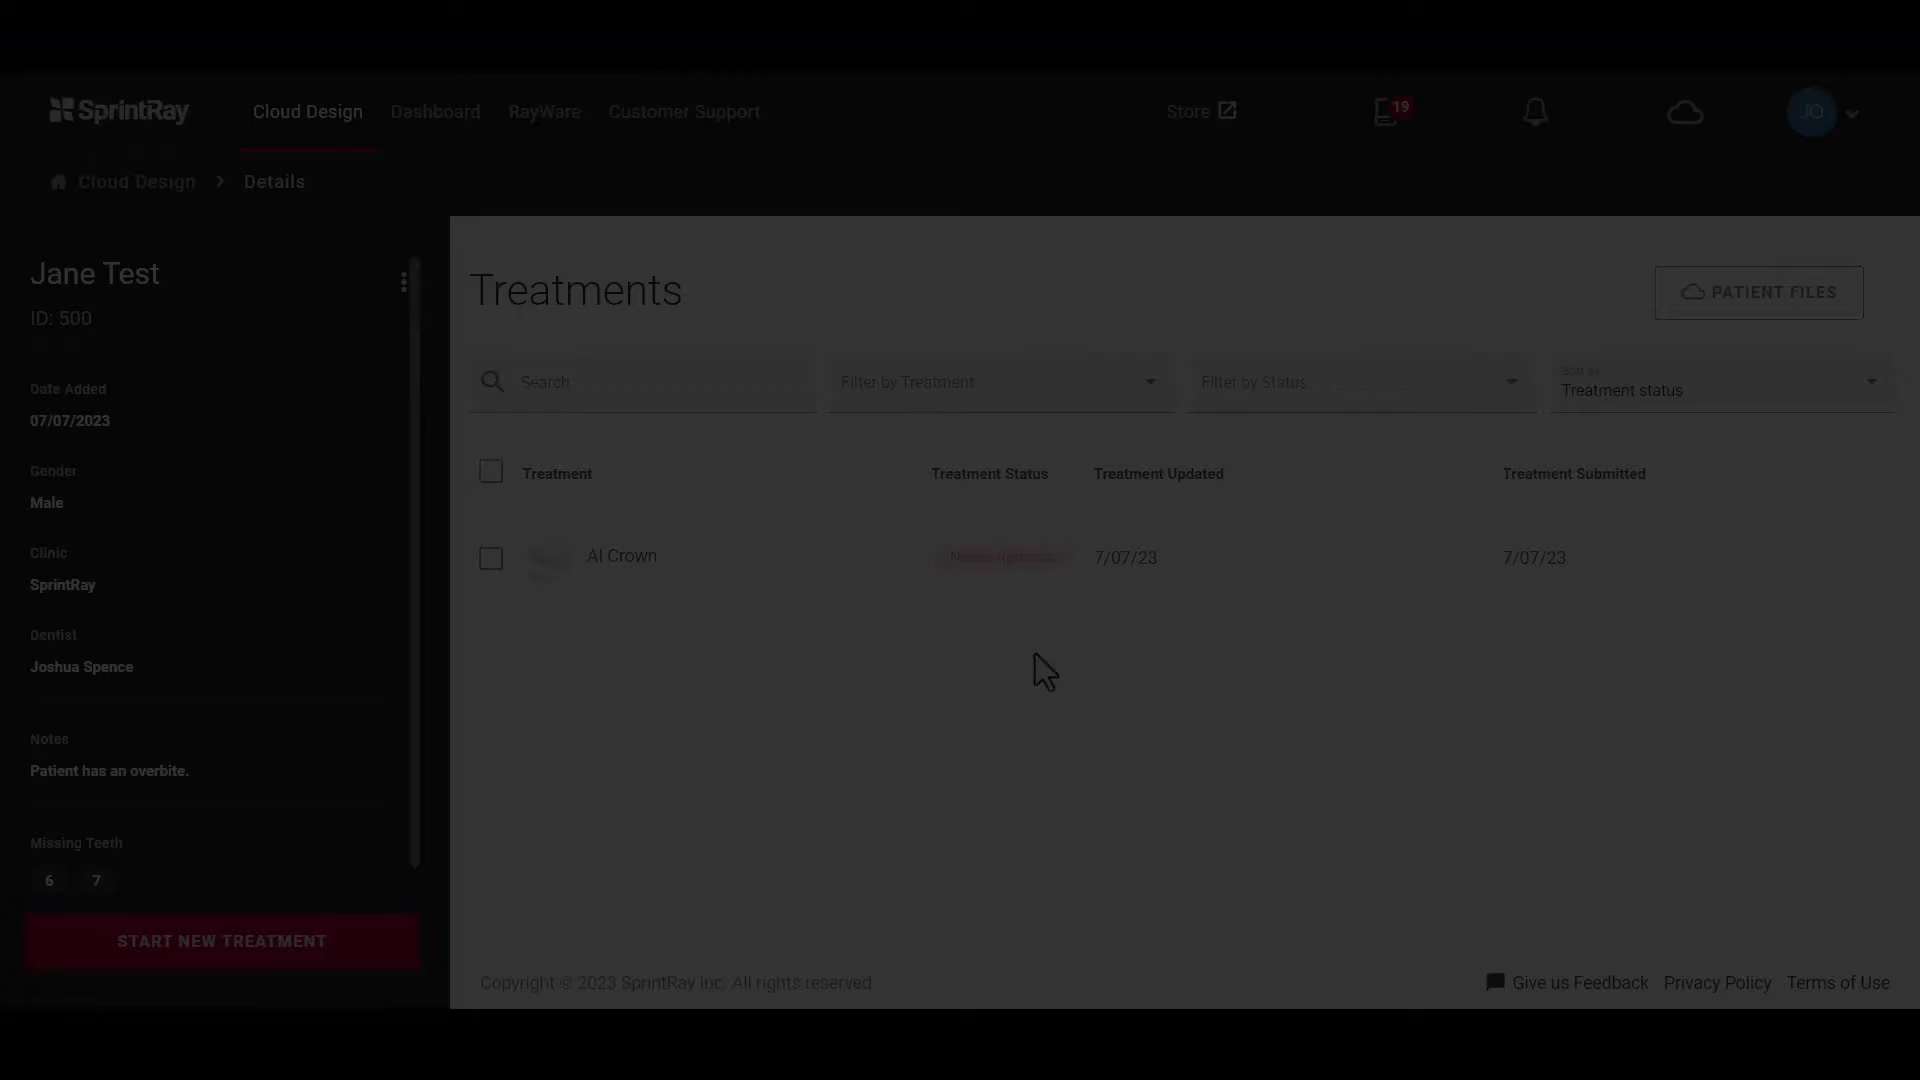 SprintRay
Cloud Design Dashboard RayWare Customer Support Store 19 JO
Cloud Design Details
Jane Test
ID: 500
Date Added
07/07/2023
Gender
Male
Clinic
SprintRay
Dentist
Joshua Spence
Notes
Patient has an overbite.
Missing Teeth
6 7
START NEW TREATMENT
Treatments
PATIENT FILES
Search
Filter by Treatment
Filter by Status
Sort by
Treatment status
Treatment Treatment Status Treatment Updated Treatment Submitted
AI Crown 7/07/23 7/07/23
Copyright © 2023 SprintRay Inc. All rights reserved
Give us Feedback Privacy Policy Terms of Use